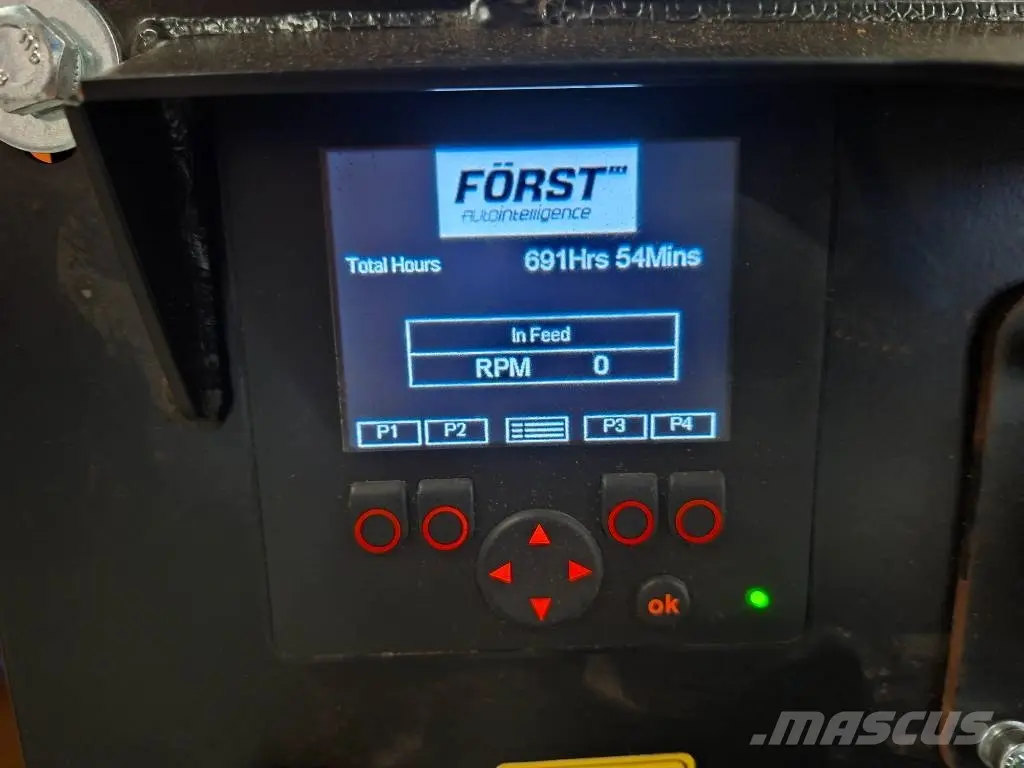 FÖRST
AutoIntelligence
Total Hours 691Hrs 54Mins
In Feed
RPM 0
P1 P2 P3 P4
ok
.MASCUS